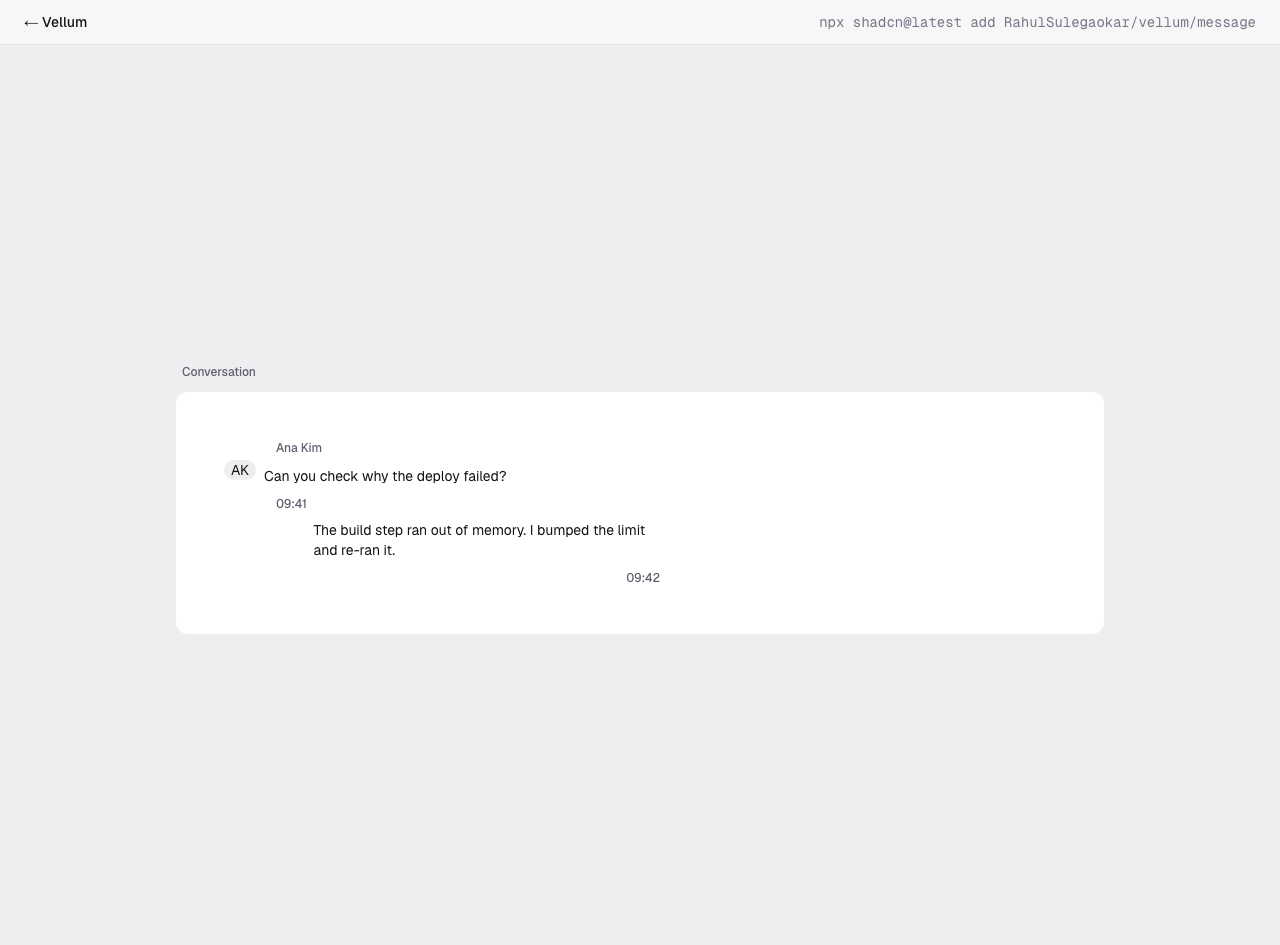 ← Vellum
npx shadcn@latest add RahulSulegaokar/vellum/message
Conversation
Ana Kim
AK
Can you check why the deploy failed?
09:41
The build step ran out of memory. I bumped the limit
and re-ran it.
09:42